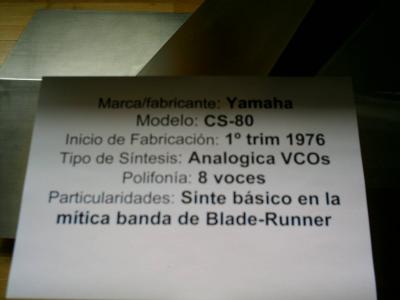 Marca/fabricante: Yamaha
Modelo: CS-80
Inicio de Fabricación: 1º trim 1976
Tipo de Síntesis: Analogica VCOs
Polifonía: 8 voces
Particularidades: Sinte básico en la
mítica banda de Blade-Runner